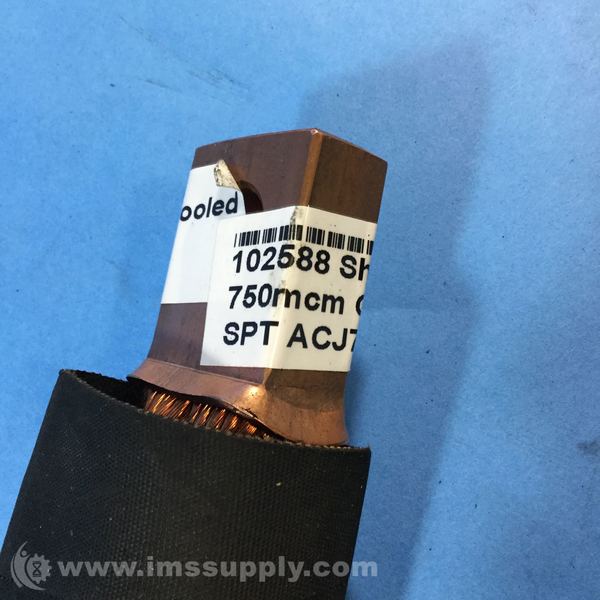 ooled
102588 Sh
750mcm
SPT ACJ7
www.imssupply.com